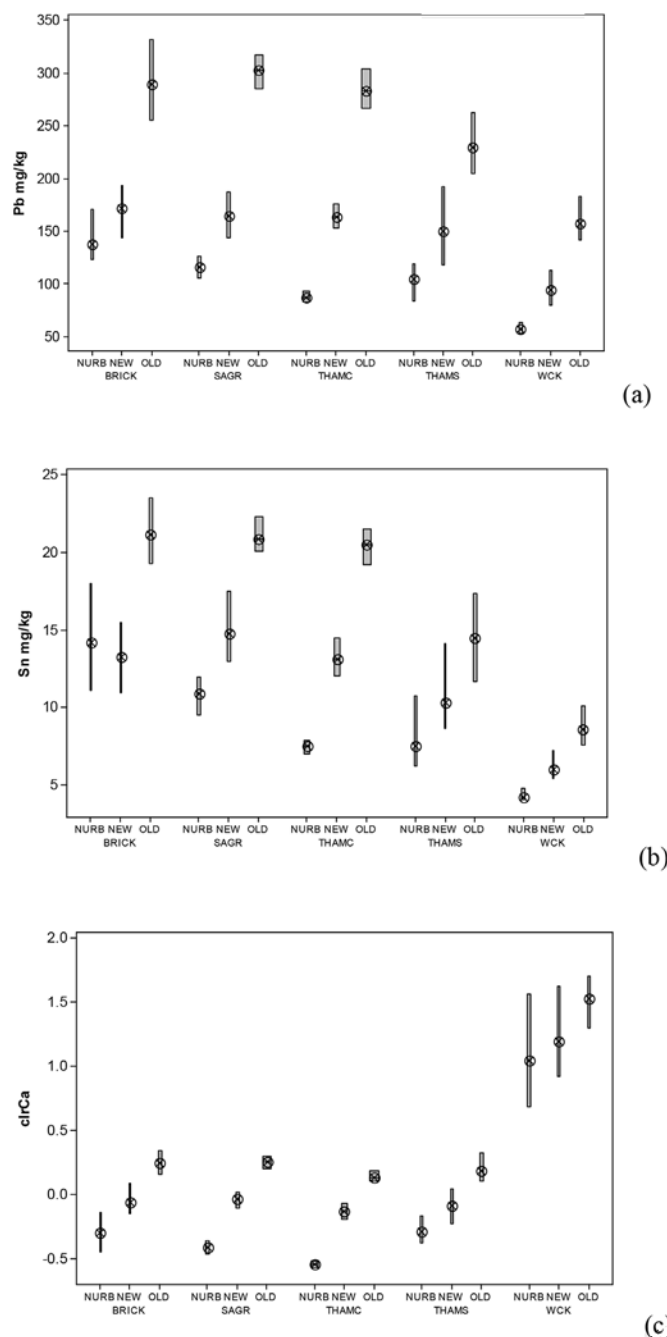 350
300
250
200
150
100
50
Pb mg/kg
NURB NEW OLD NURB NEW OLD NURB NEW OLD NURB NEW OLD NURB NEW OLD
BRICK SAGR THAMC THAMS WCK
(a)
25
20
15
10
5
Sn mg/kg
NURB NEW OLD NURB NEW OLD NURB NEW OLD NURB NEW OLD NURB NEW OLD
BRICK SAGR THAMC THAMS WCK
(b)
2.0
1.5
1.0
0.5
0.0
-0.5
clrCa
NURB NEW OLD NURB NEW OLD NURB NEW OLD NURB NEW OLD NURB NEW OLD
BRICK SAGR THAMC THAMS WCK
(c)